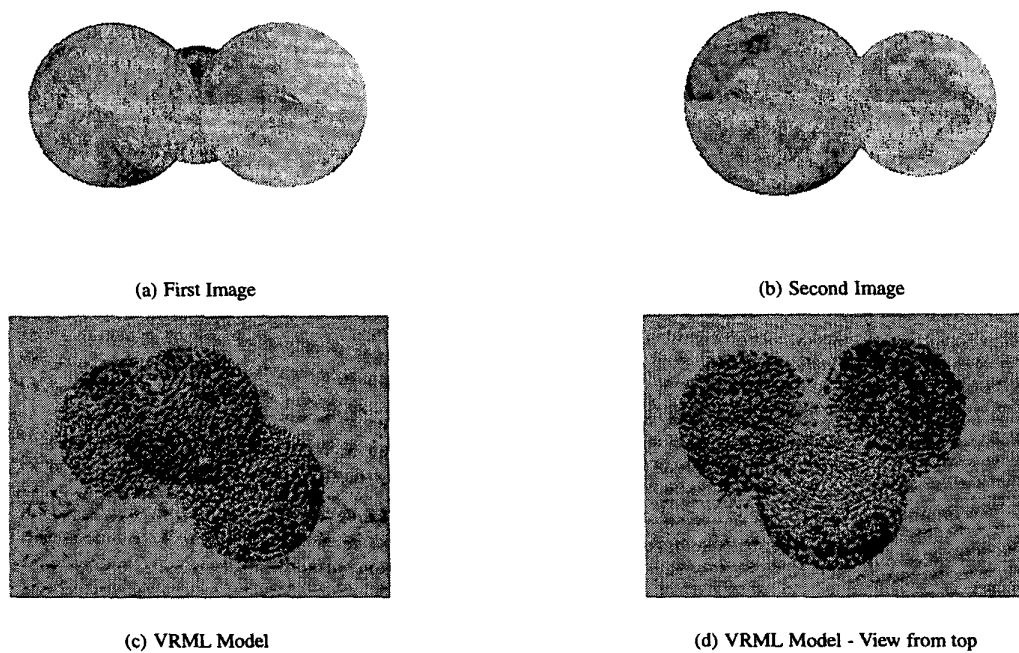 (a) First Image
(b) Second Image
(c) VRML Model
(d) VRML Model - View from top